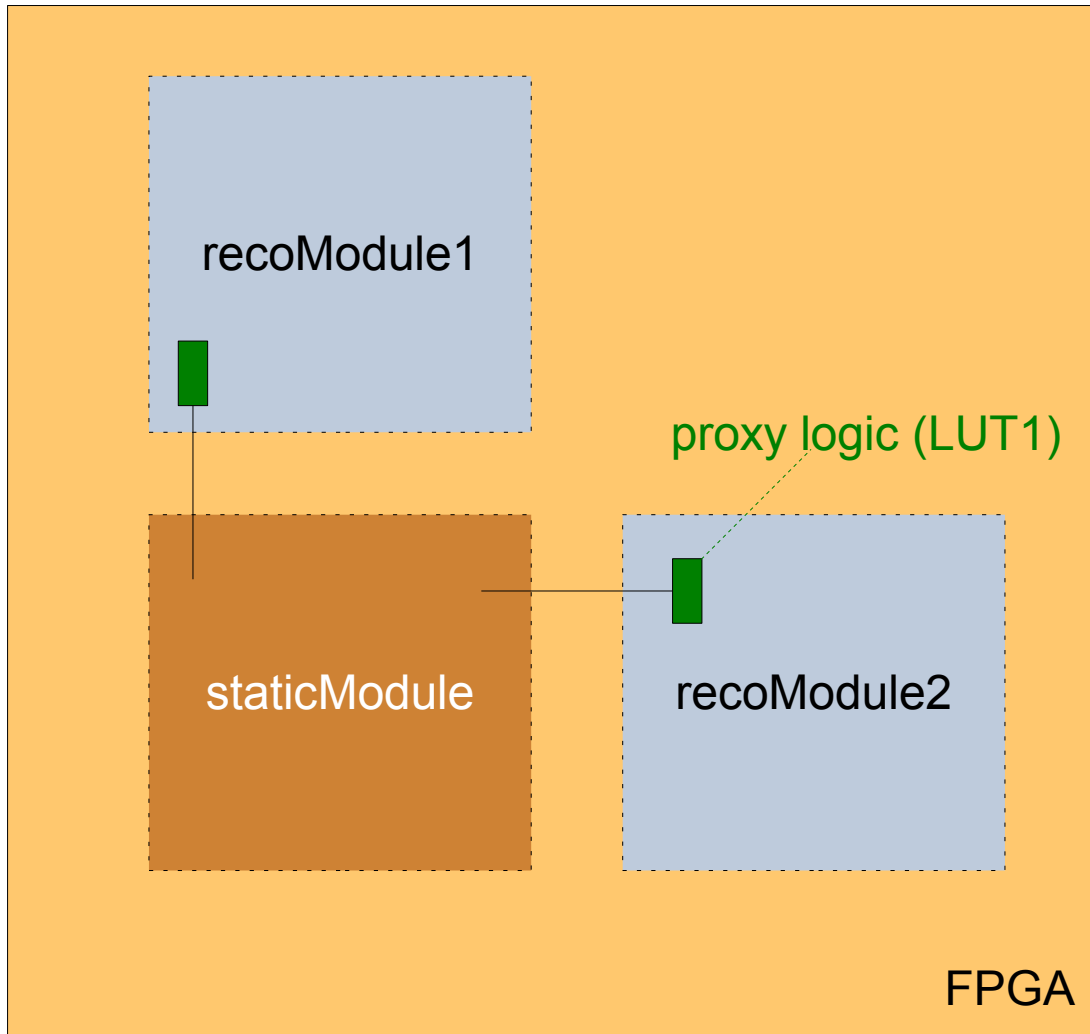 recoModule1
proxy logic (LUT1)
staticModule
recoModule2
FPGA